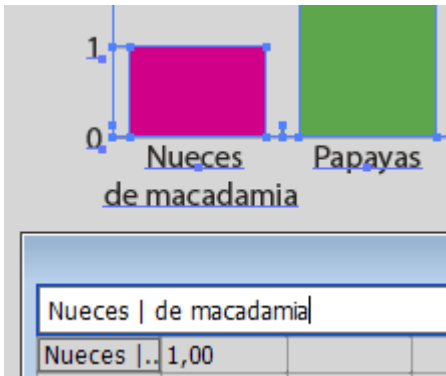 1
0
Nueces Papayas
de macadamia
Nueces | de macadamia
Nueces |.. 1,00